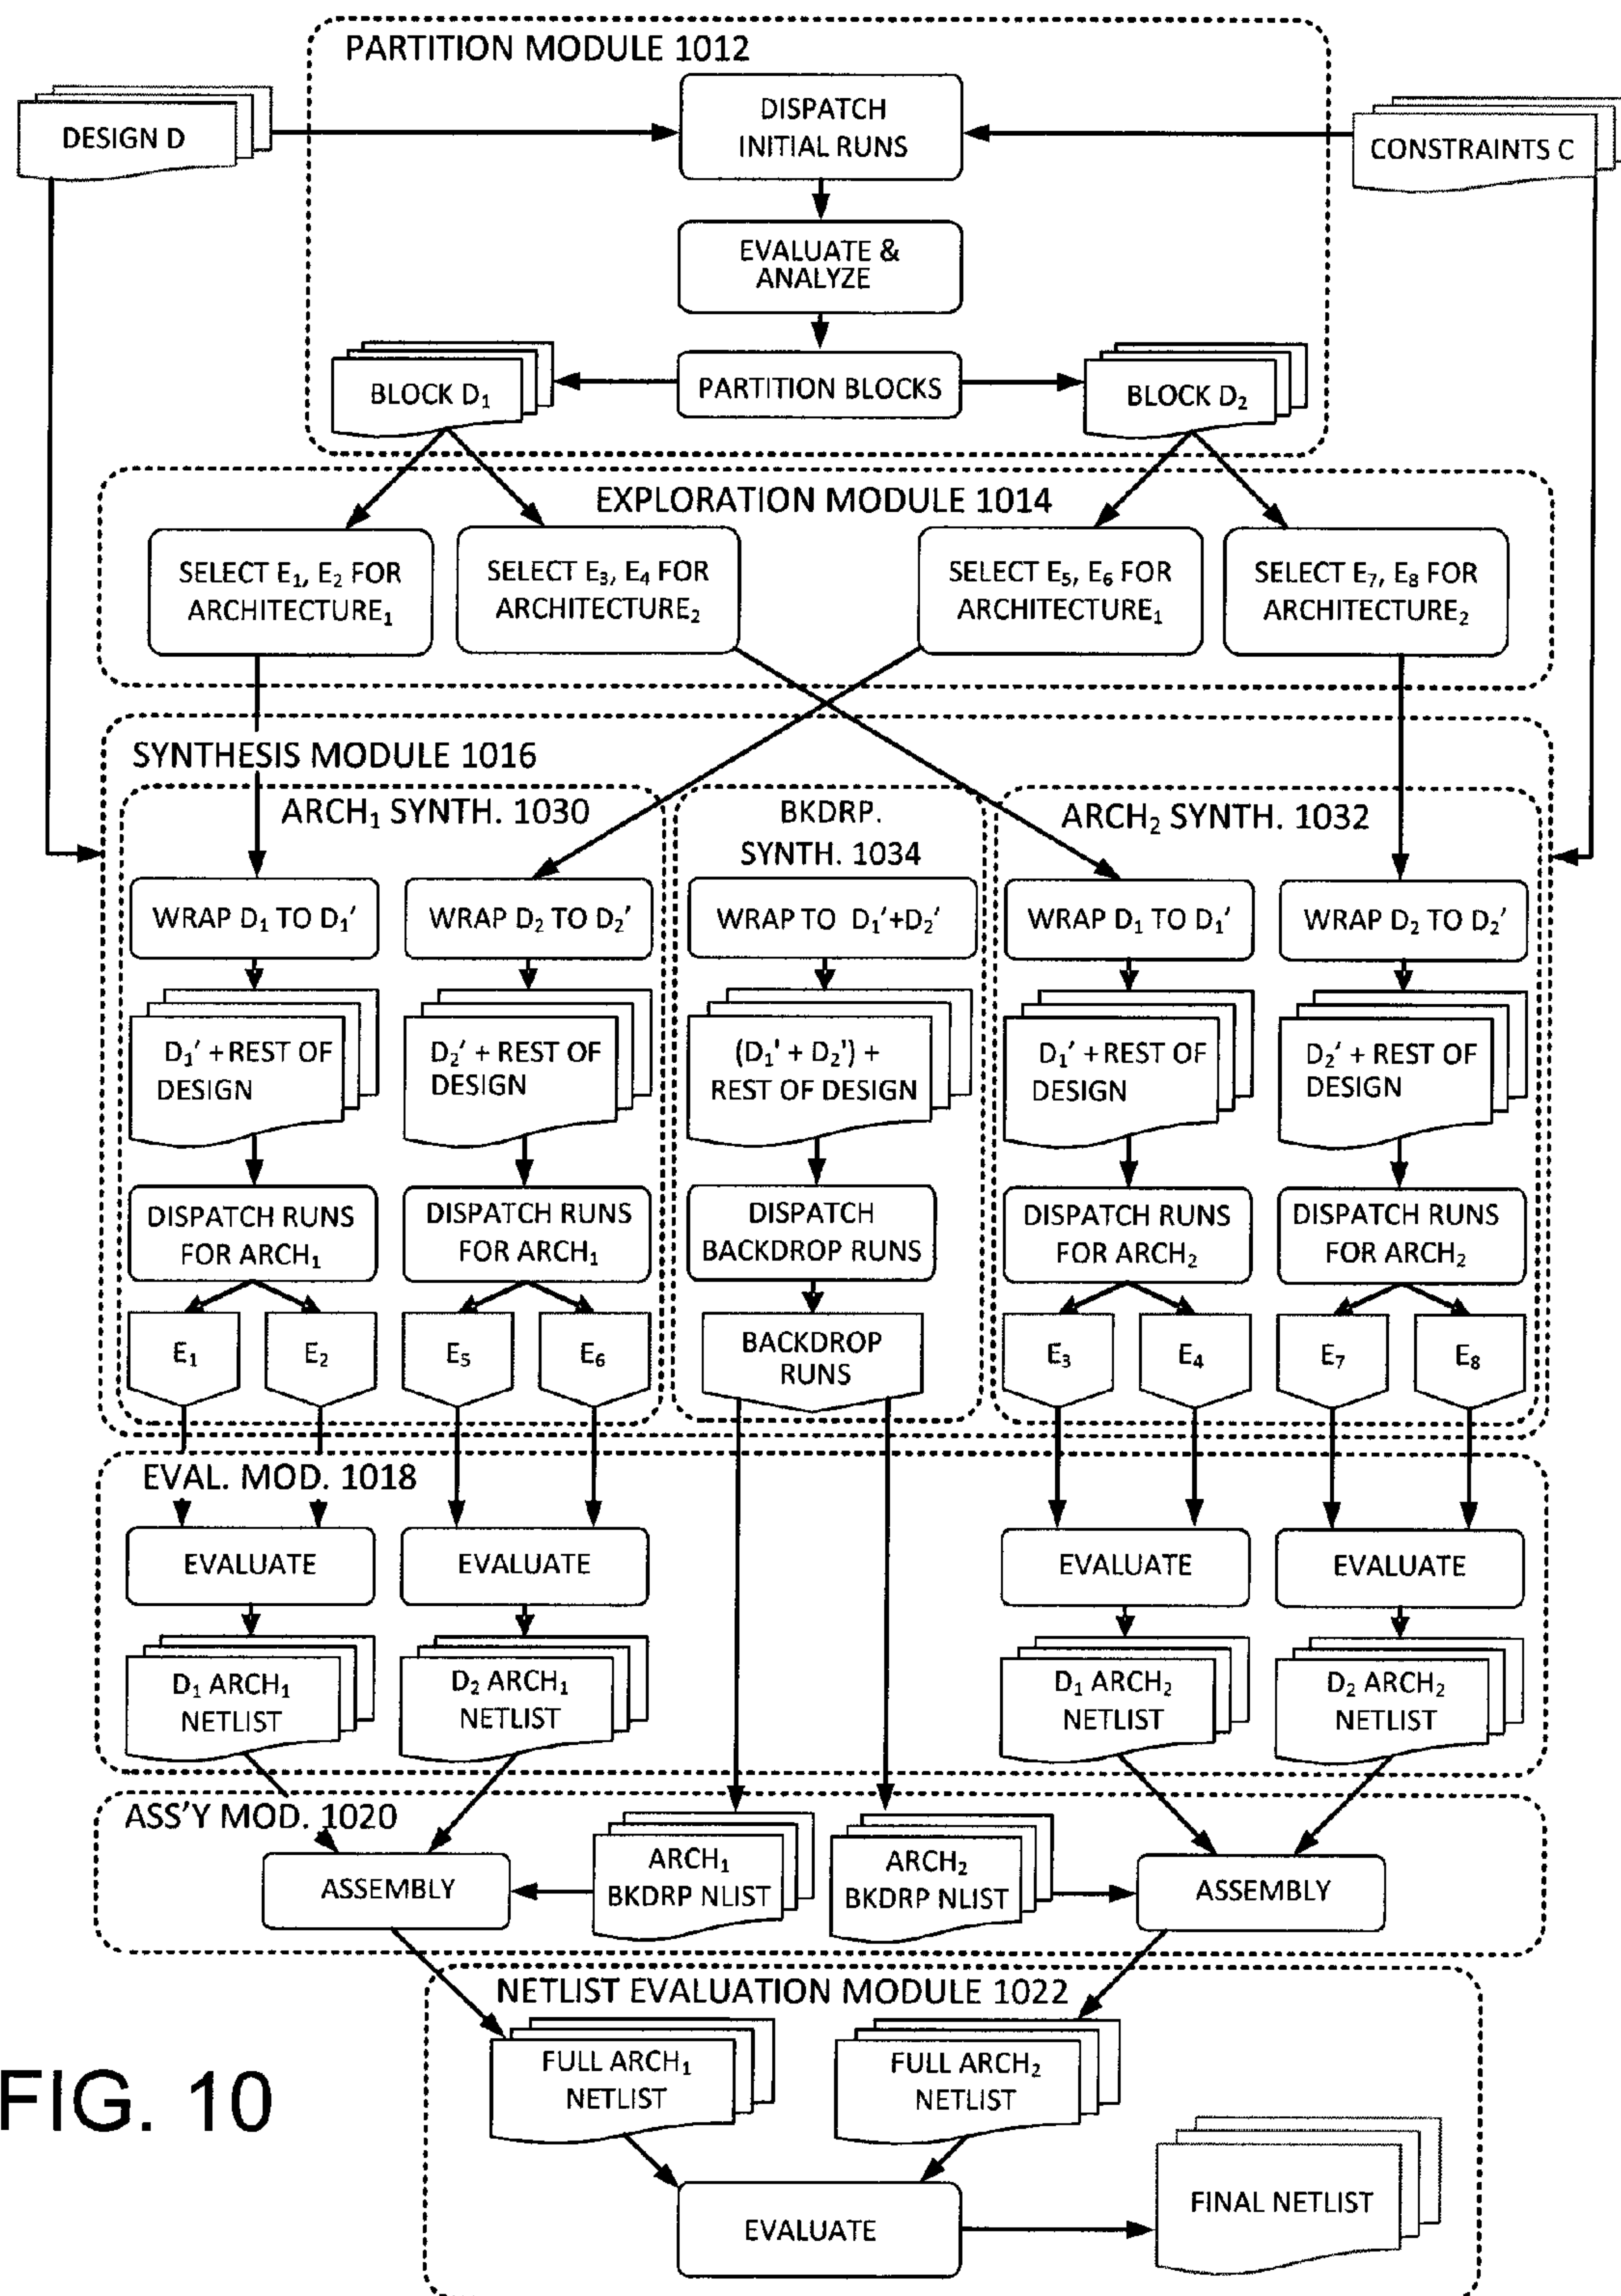 PARTITION MODULE 1012
DESIGN D
DISPATCH
INITIAL RUNS
CONSTRAINTS C
EVALUATE &
ANALYZE
BLOCK D₁
PARTITION BLOCKS
BLOCK D₂
EXPLORATION MODULE 1014
SELECT E₁, E₂ FOR
ARCHITECTURE₁
SELECT E₃, E₄ FOR
ARCHITECTURE₂
SELECT E₅, E₆ FOR
ARCHITECTURE₁
SELECT E₇, E₈ FOR
ARCHITECTURE₂
SYNTHESIS MODULE 1016
ARCH₁ SYNTH. 1030
BKDRP.
SYNTH. 1034
ARCH₂ SYNTH. 1032
WRAP D₁ TO D₁'
WRAP D₂ TO D₂'
WRAP TO D₁'+D₂'
WRAP D₁ TO D₁'
WRAP D₂ TO D₂'
D₁' + REST OF
DESIGN
D₂' + REST OF
DESIGN
(D₁' + D₂') +
REST OF DESIGN
D₁' + REST OF
DESIGN
D₂' + REST OF
DESIGN
DISPATCH RUNS
FOR ARCH₁
DISPATCH RUNS
FOR ARCH₁
DISPATCH
BACKDROP RUNS
DISPATCH RUNS
FOR ARCH₂
DISPATCH RUNS
FOR ARCH₂
E₁
E₂
E₅
E₆
BACKDROP
RUNS
E₃
E₄
E₇
E₈
EVAL. MOD. 1018
EVALUATE
EVALUATE
EVALUATE
EVALUATE
D₁ ARCH₁
NETLIST
D₂ ARCH₁
NETLIST
D₁ ARCH₂
NETLIST
D₂ ARCH₂
NETLIST
ASS'Y MOD. 1020
ASSEMBLY
ARCH₁
BKDRP NLIST
ARCH₂
BKDRP NLIST
ASSEMBLY
NETLIST EVALUATION MODULE 1022
FULL ARCH₁
NETLIST
FULL ARCH₂
NETLIST
FIG. 10
EVALUATE
FINAL NETLIST